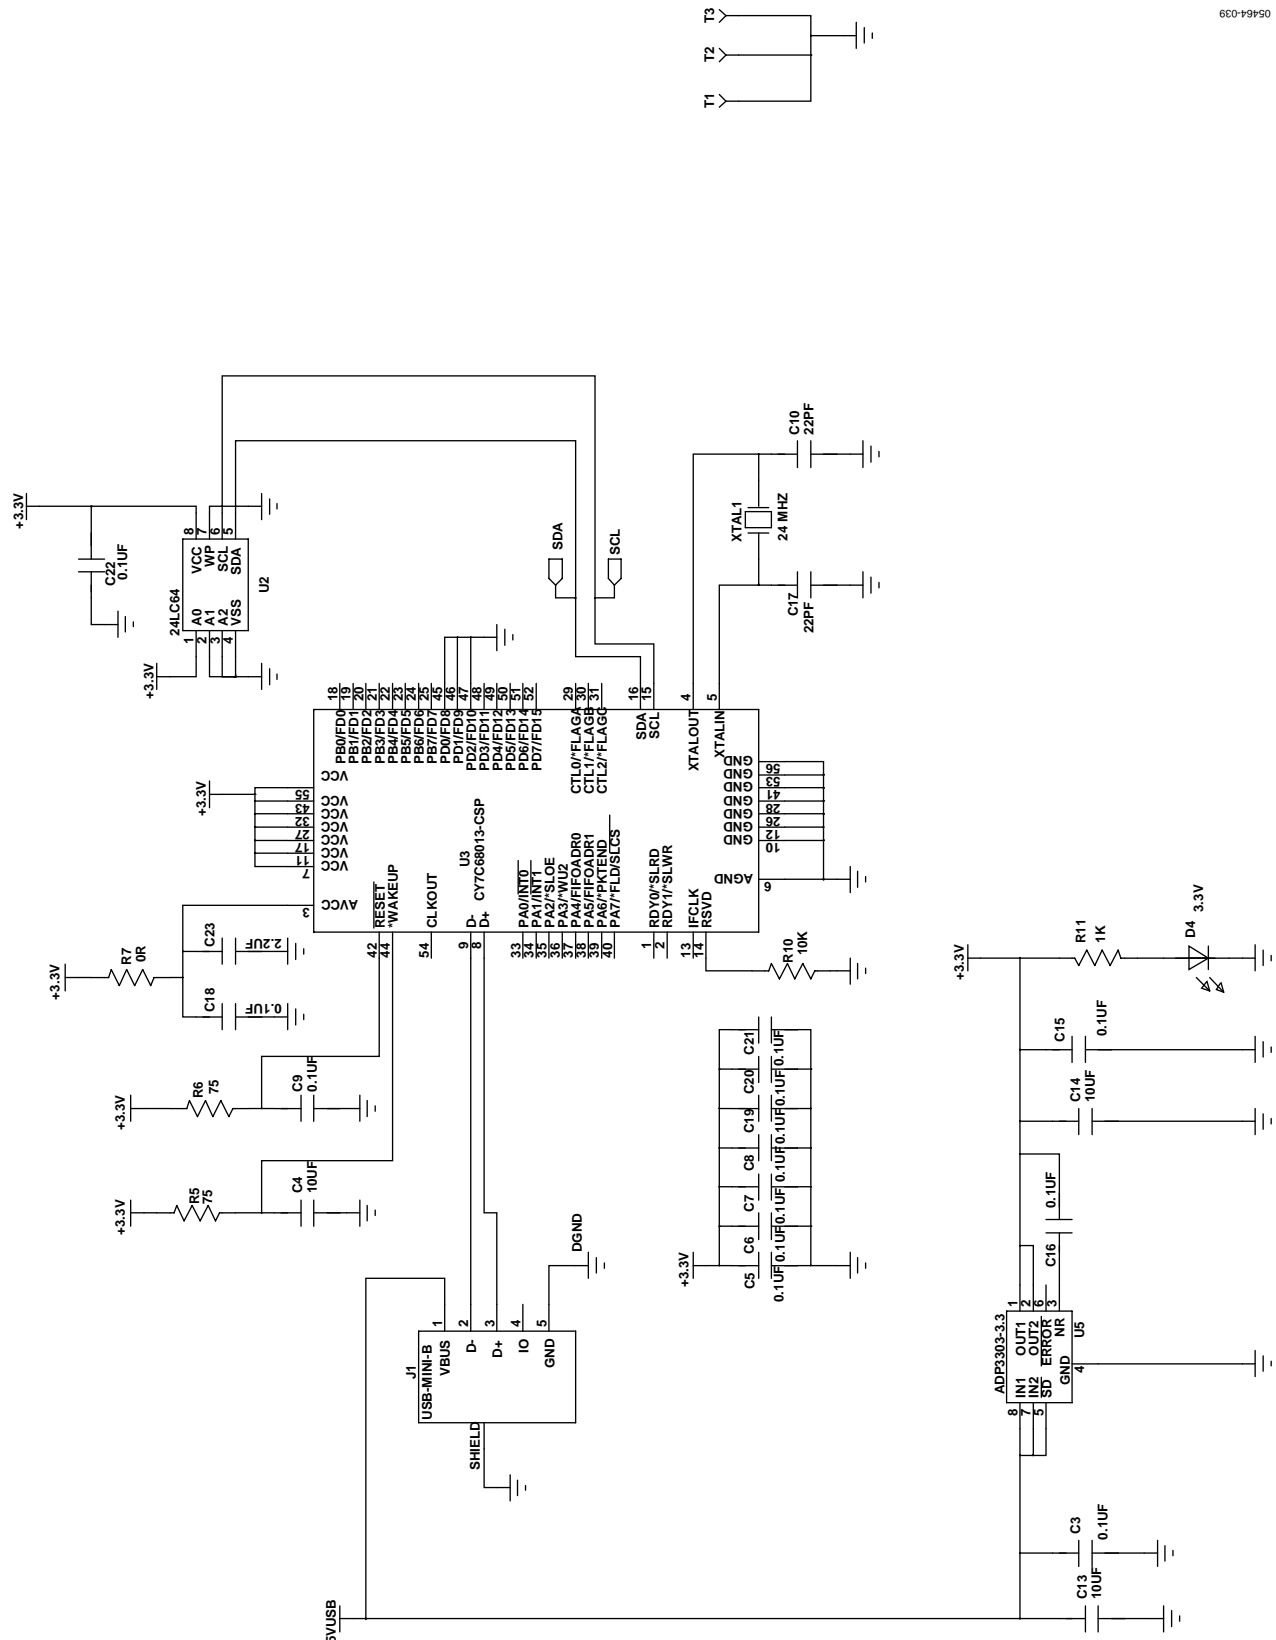 05464-039
T3
T2
T1
+3.3V
C22
0.1UF
24LC64
U2
1 A0
2 A1
3 A2
4 VSS
VCC 8
WP 7
SCL 6
SDA 5
+3.3V
+3.3V
SDA
SCL
XTAL1
24 MHZ
C10
22PF
C17
22PF
+3.3V
R7
0R
C23
2.2UF
C18
0.1UF
+3.3V
R6
75
C9
0.1UF
+3.3V
R5
75
C4
10UF
U3
CY7C68013-CSP
PB0/FD0 18
PB1/FD1 19
PB2/FD2 20
PB3/FD3 21
PB4/FD4 22
PB5/FD5 23
PB6/FD6 24
PB7/FD7 25
PD0/FD8 45
PD1/FD9 46
PD2/FD10 47
PD3/FD11 48
PD4/FD12 49
PD5/FD13 50
PD6/FD14 51
PD7/FD15 52
CTL0/*FLAGA 29
CTL1/*FLAGB 30
CTL2/*FLAGC 31
SDA 16
SCL 15
XTALOUT 4
XTALIN 5
3 AVCC
7 VCC
11 VCC
17 VCC
27 VCC
32 VCC
43 VCC
55 VCC
42 RESET
44 *WAKEUP
54 CLKOUT
9 D-
8 D+
33 PA0/INT0
34 PA1/INT1
35 PA2/*SLOE
36 PA3/*WU2
37 PA4/FIFOADR0
38 PA5/FIFOADR1
39 PA6/*PKTEND
40 PA7/*FLD/SLCS
1 RDY0/*SLRD
2 RDY1/*SLWR
13 IFCLK
14 RSVD
AGND 6
GND 10
GND 12
GND 26
GND 28
GND 41
GND 53
GND 56
R10
10K
J1
USB-MINI-B
VBUS 1
D- 2
D+ 3
IO 4
GND 5
SHIELD
DGND
+3.3V
C5
0.1UF
C6
0.1UF
C7
0.1UF
C8
0.1UF
C19
0.1UF
C20
0.1UF
C21
0.1UF
ADP3303-3.3
U5
8 IN1
7 IN2
5 SD
GND 4
OUT1 1
OUT2 2
ERROR 6
NR 3
C16
0.1UF
C14
10UF
C15
0.1UF
+3.3V
R11
1K
D4
3.3V
C3
0.1UF
C13
10UF